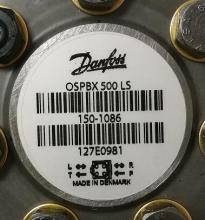 Danfoss
OSPBX 500 LS
150-1086
127E0981
L R
T P
MADE IN DENMARK